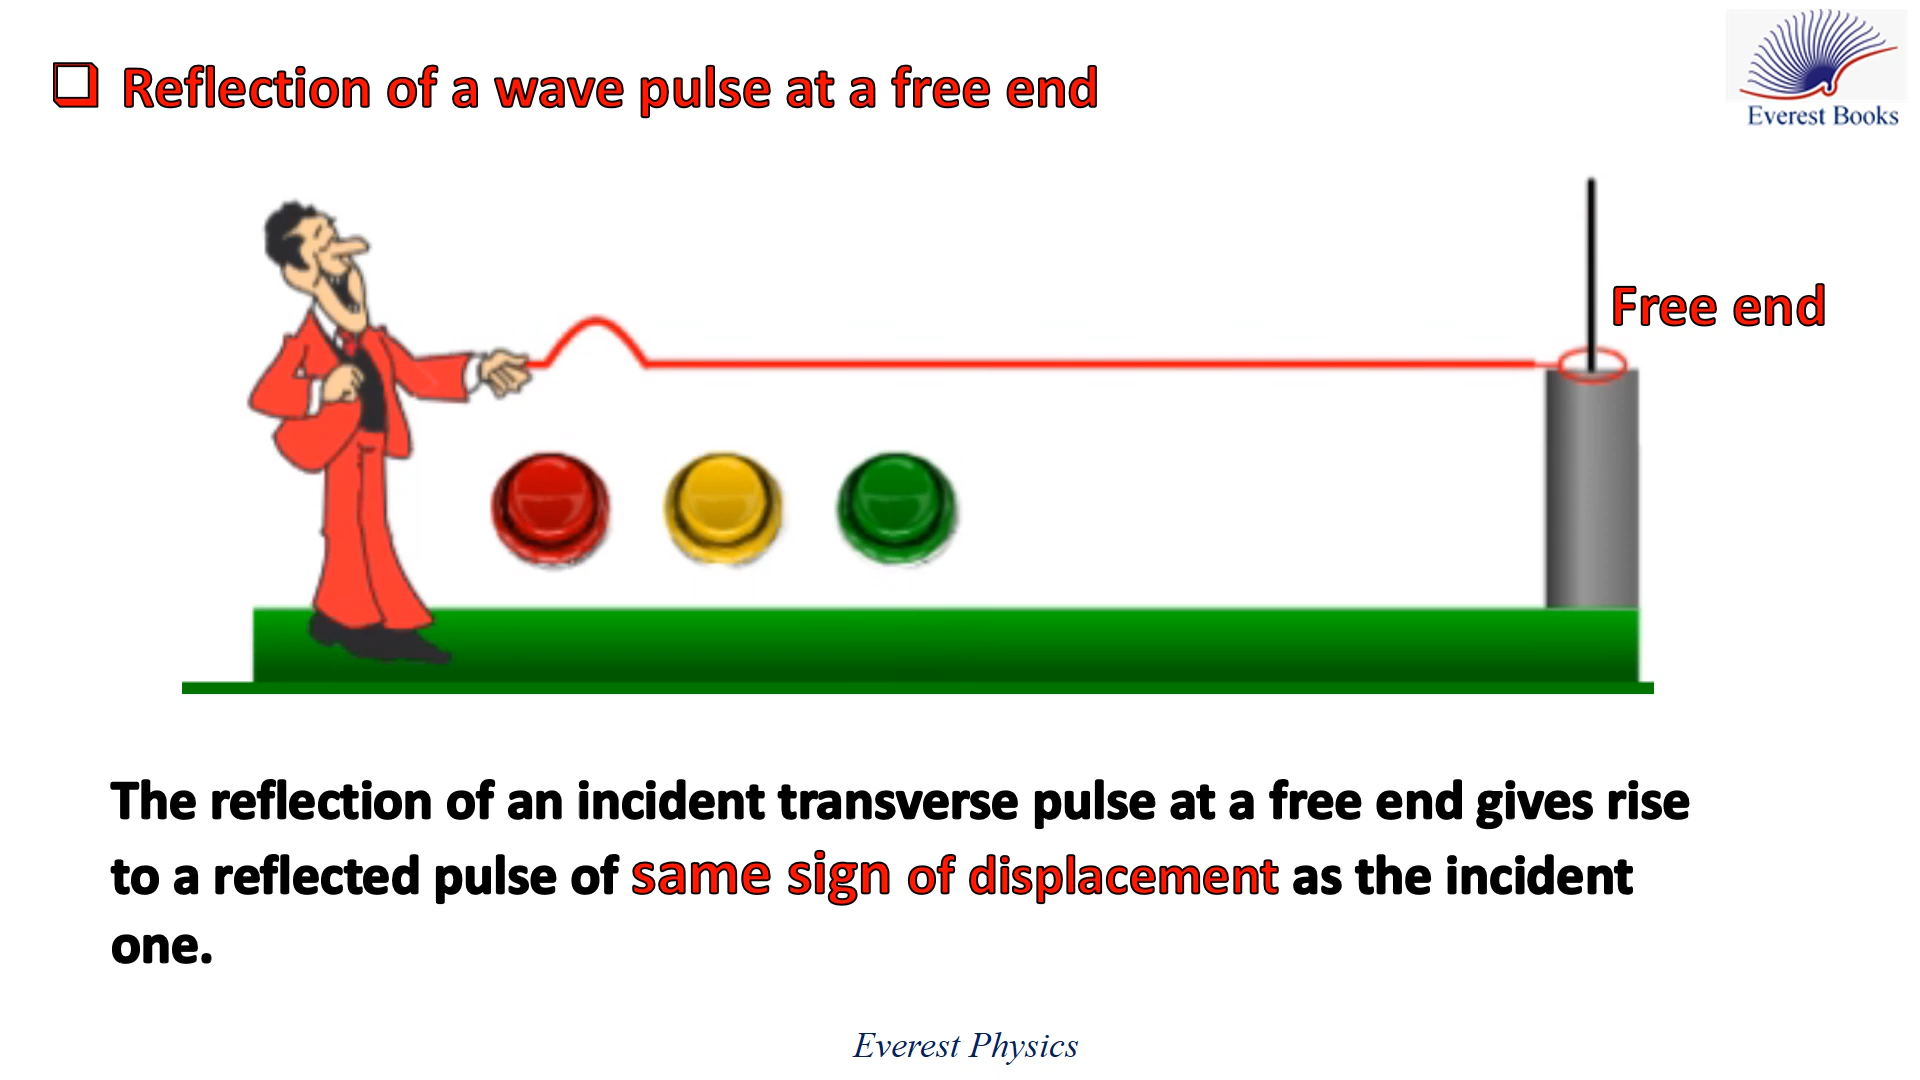 Reflection of a wave pulse at a free end
Everest Books
Free end
The reflection of an incident transverse pulse at a free end gives rise
to a reflected pulse of same sign of displacement as the incident
one.
Everest Physics